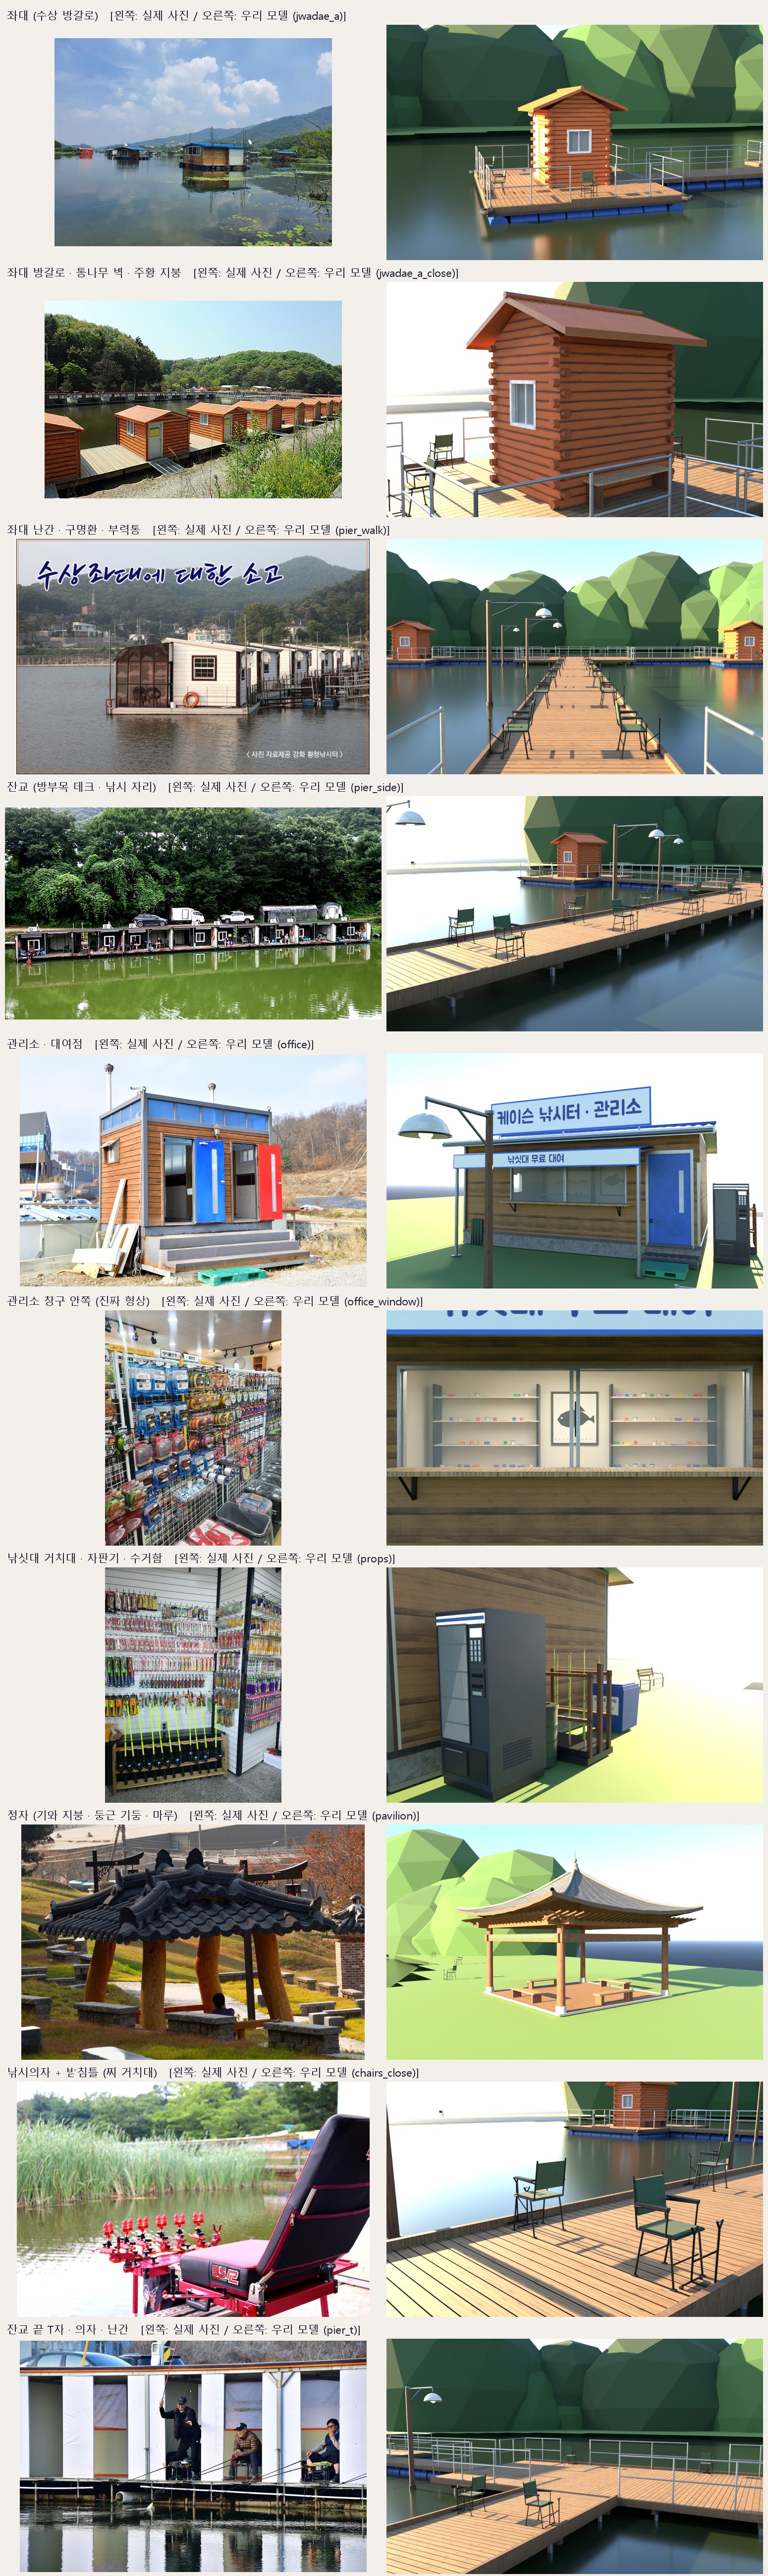 좌대 (수상 방갈로) [왼쪽: 실제 사진 / 오른쪽: 우리 모델 (jwadae_a)]
좌대 방갈로 · 통나무 벽 · 주황 지붕 [왼쪽: 실제 사진 / 오른쪽: 우리 모델 (jwadae_a_close)]
좌대 난간 · 구명환 · 부력통 [왼쪽: 실제 사진 / 오른쪽: 우리 모델 (pier_walk)]
수상좌대에 대한 소고
< 사진 자료제공 강화 황청낚시터 >
잔교 (방부목 데크 · 낚시 자리) [왼쪽: 실제 사진 / 오른쪽: 우리 모델 (pier_side)]
관리소 · 대여점 [왼쪽: 실제 사진 / 오른쪽: 우리 모델 (office)]
케이슨 낚시터 · 관리소
낚싯대 무료 대여
관리소 창구 안쪽 (진짜 형상) [왼쪽: 실제 사진 / 오른쪽: 우리 모델 (office_window)]
낚싯대 거치대 · 자판기 · 수거함 [왼쪽: 실제 사진 / 오른쪽: 우리 모델 (props)]
정자 (기와 지붕 · 둥근 기둥 · 마루) [왼쪽: 실제 사진 / 오른쪽: 우리 모델 (pavilion)]
낚시의자 + 받침틀 (찌 거치대) [왼쪽: 실제 사진 / 오른쪽: 우리 모델 (chairs_close)]
잔교 끝 T자 · 의자 · 난간 [왼쪽: 실제 사진 / 오른쪽: 우리 모델 (pier_t)]